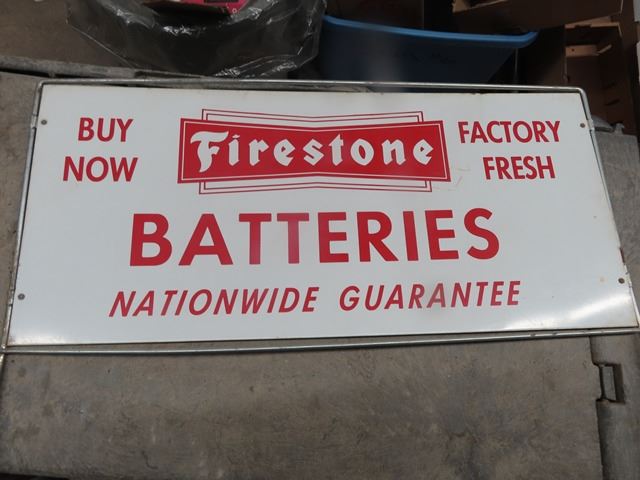 BUY
NOW
Firestone
FACTORY
FRESH
BATTERIES
NATIONWIDE GUARANTEE